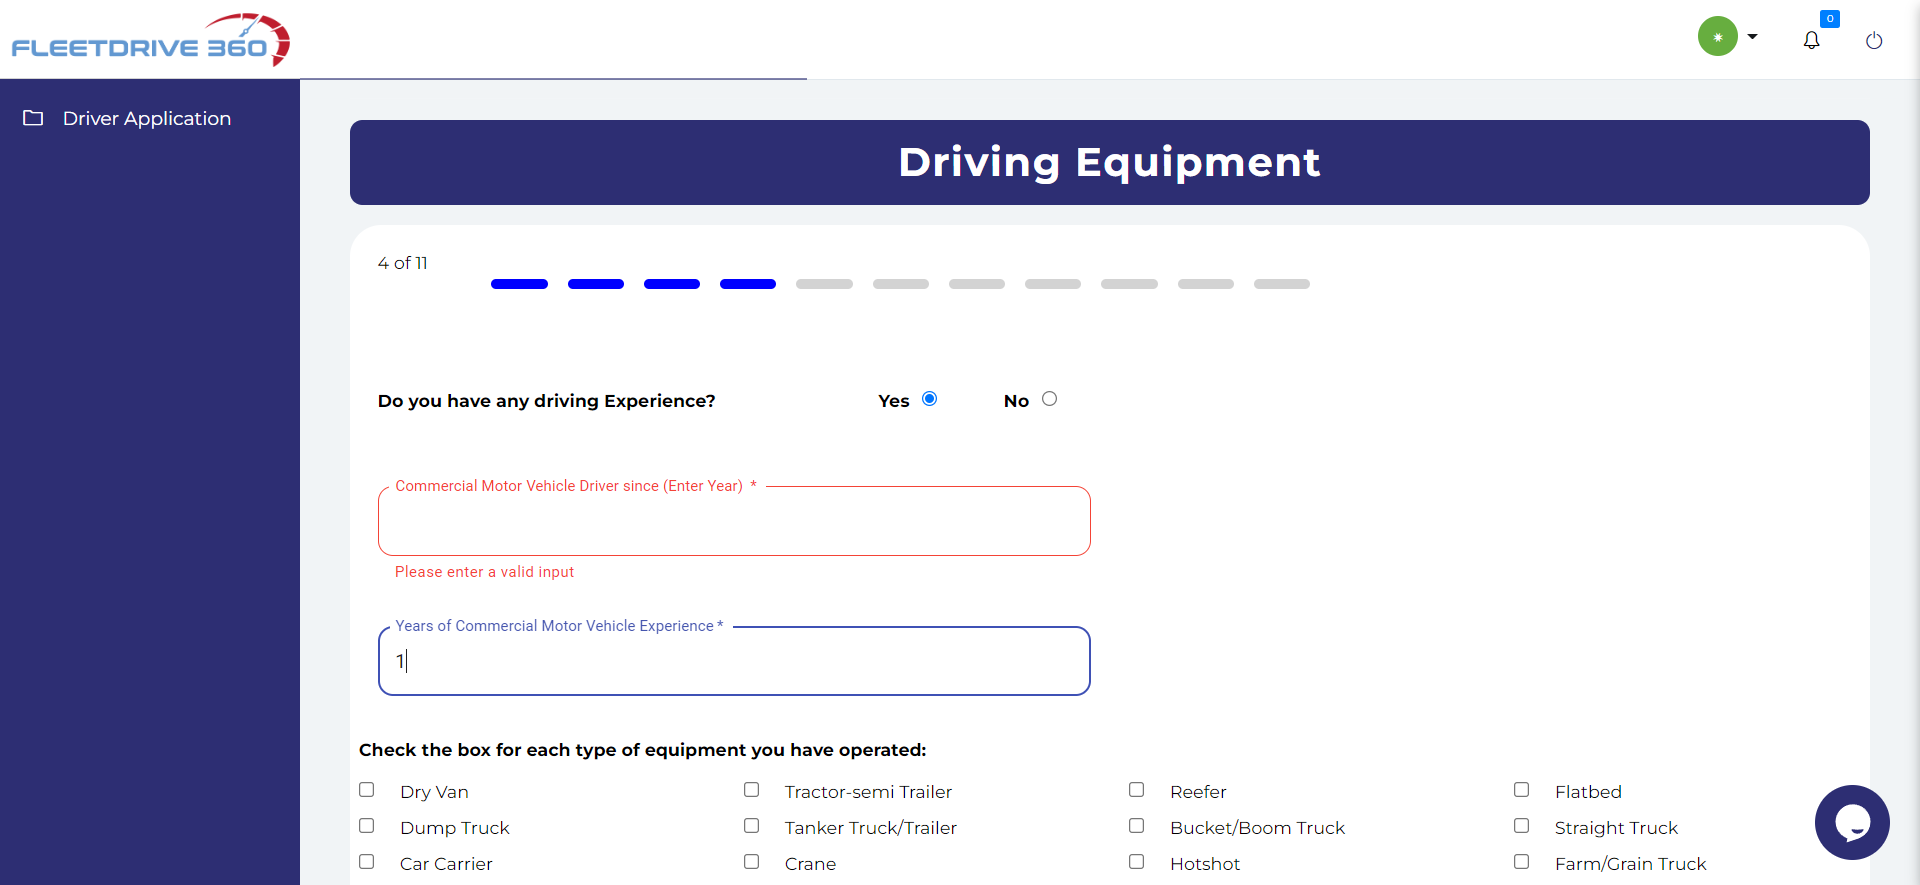 FLEETDRIVE 360
0
Driver Application
Driving Equipment
4 of 11
Do you have any driving Experience? Yes No
Commercial Motor Vehicle Driver since (Enter Year) *
Please enter a valid input
Years of Commercial Motor Vehicle Experience *
1
Check the box for each type of equipment you have operated:
Dry Van Tractor-semi Trailer Reefer Flatbed
Dump Truck Tanker Truck/Trailer Bucket/Boom Truck Straight Truck
Car Carrier Crane Hotshot Farm/Grain Truck